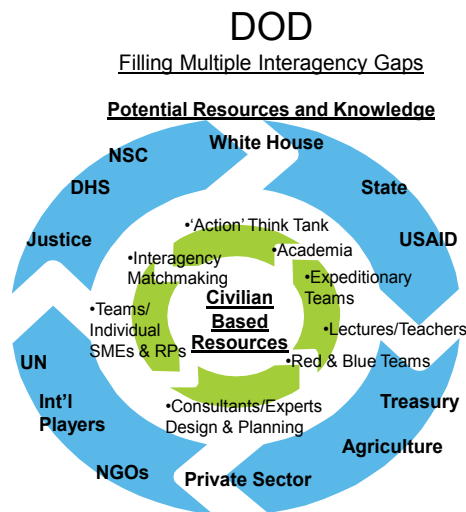 DOD
Filling Multiple Interagency Gaps
Potential Resources and Knowledge
White House
NSC
DHS
State
Justice
USAID
•‘Action’ Think Tank
•Academia
•Interagency
Matchmaking
•Expeditionary
Teams
Civilian
Based
Resources
•Teams/
Individual
SMEs & RPs
•Lectures/Teachers
•Red & Blue Teams
UN
•Consultants/Experts
Design & Planning
Int’l
Players
Treasury
Agriculture
NGOs
Private Sector